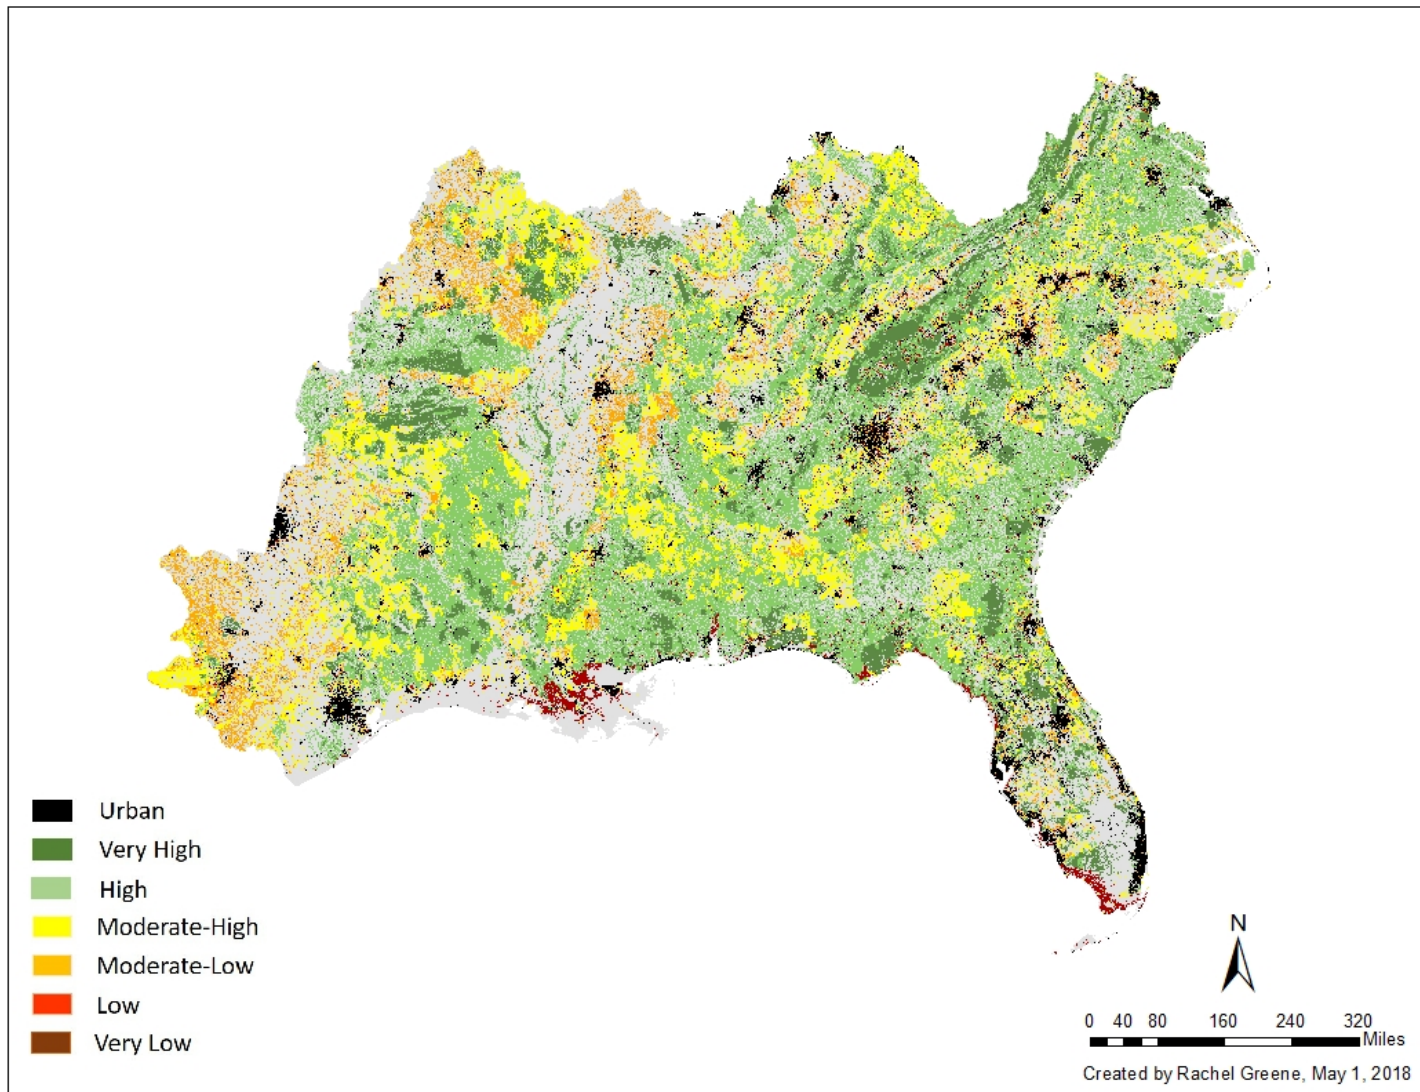 Urban
Very High
High
Moderate-High
Moderate-Low
Low
Very Low
N
0 40 80 160 240 320
Miles
Created by Rachel Greene, May 1, 2018